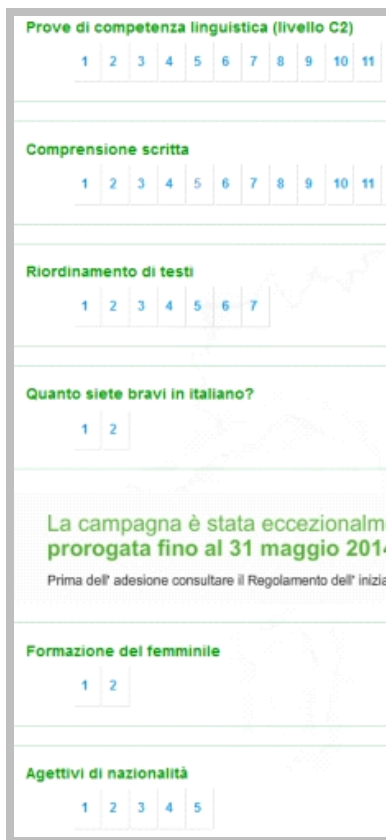 Prove di competenza linguistica (livello C2)
1 2 3 4 5 6 7 8 9 10 11
Comprensione scritta
1 2 3 4 5 6 7 8 9 10 11
Riordinamento di testi
1 2 3 4 5 6 7
Quanto siete bravi in italiano?
1 2
La campagna è stata eccezionalm
prorogata fino al 31 maggio 2014
Prima dell' adesione consultare il Regolamento dell' inizia
Formazione del femminile
1 2
Agettivi di nazionalità
1 2 3 4 5